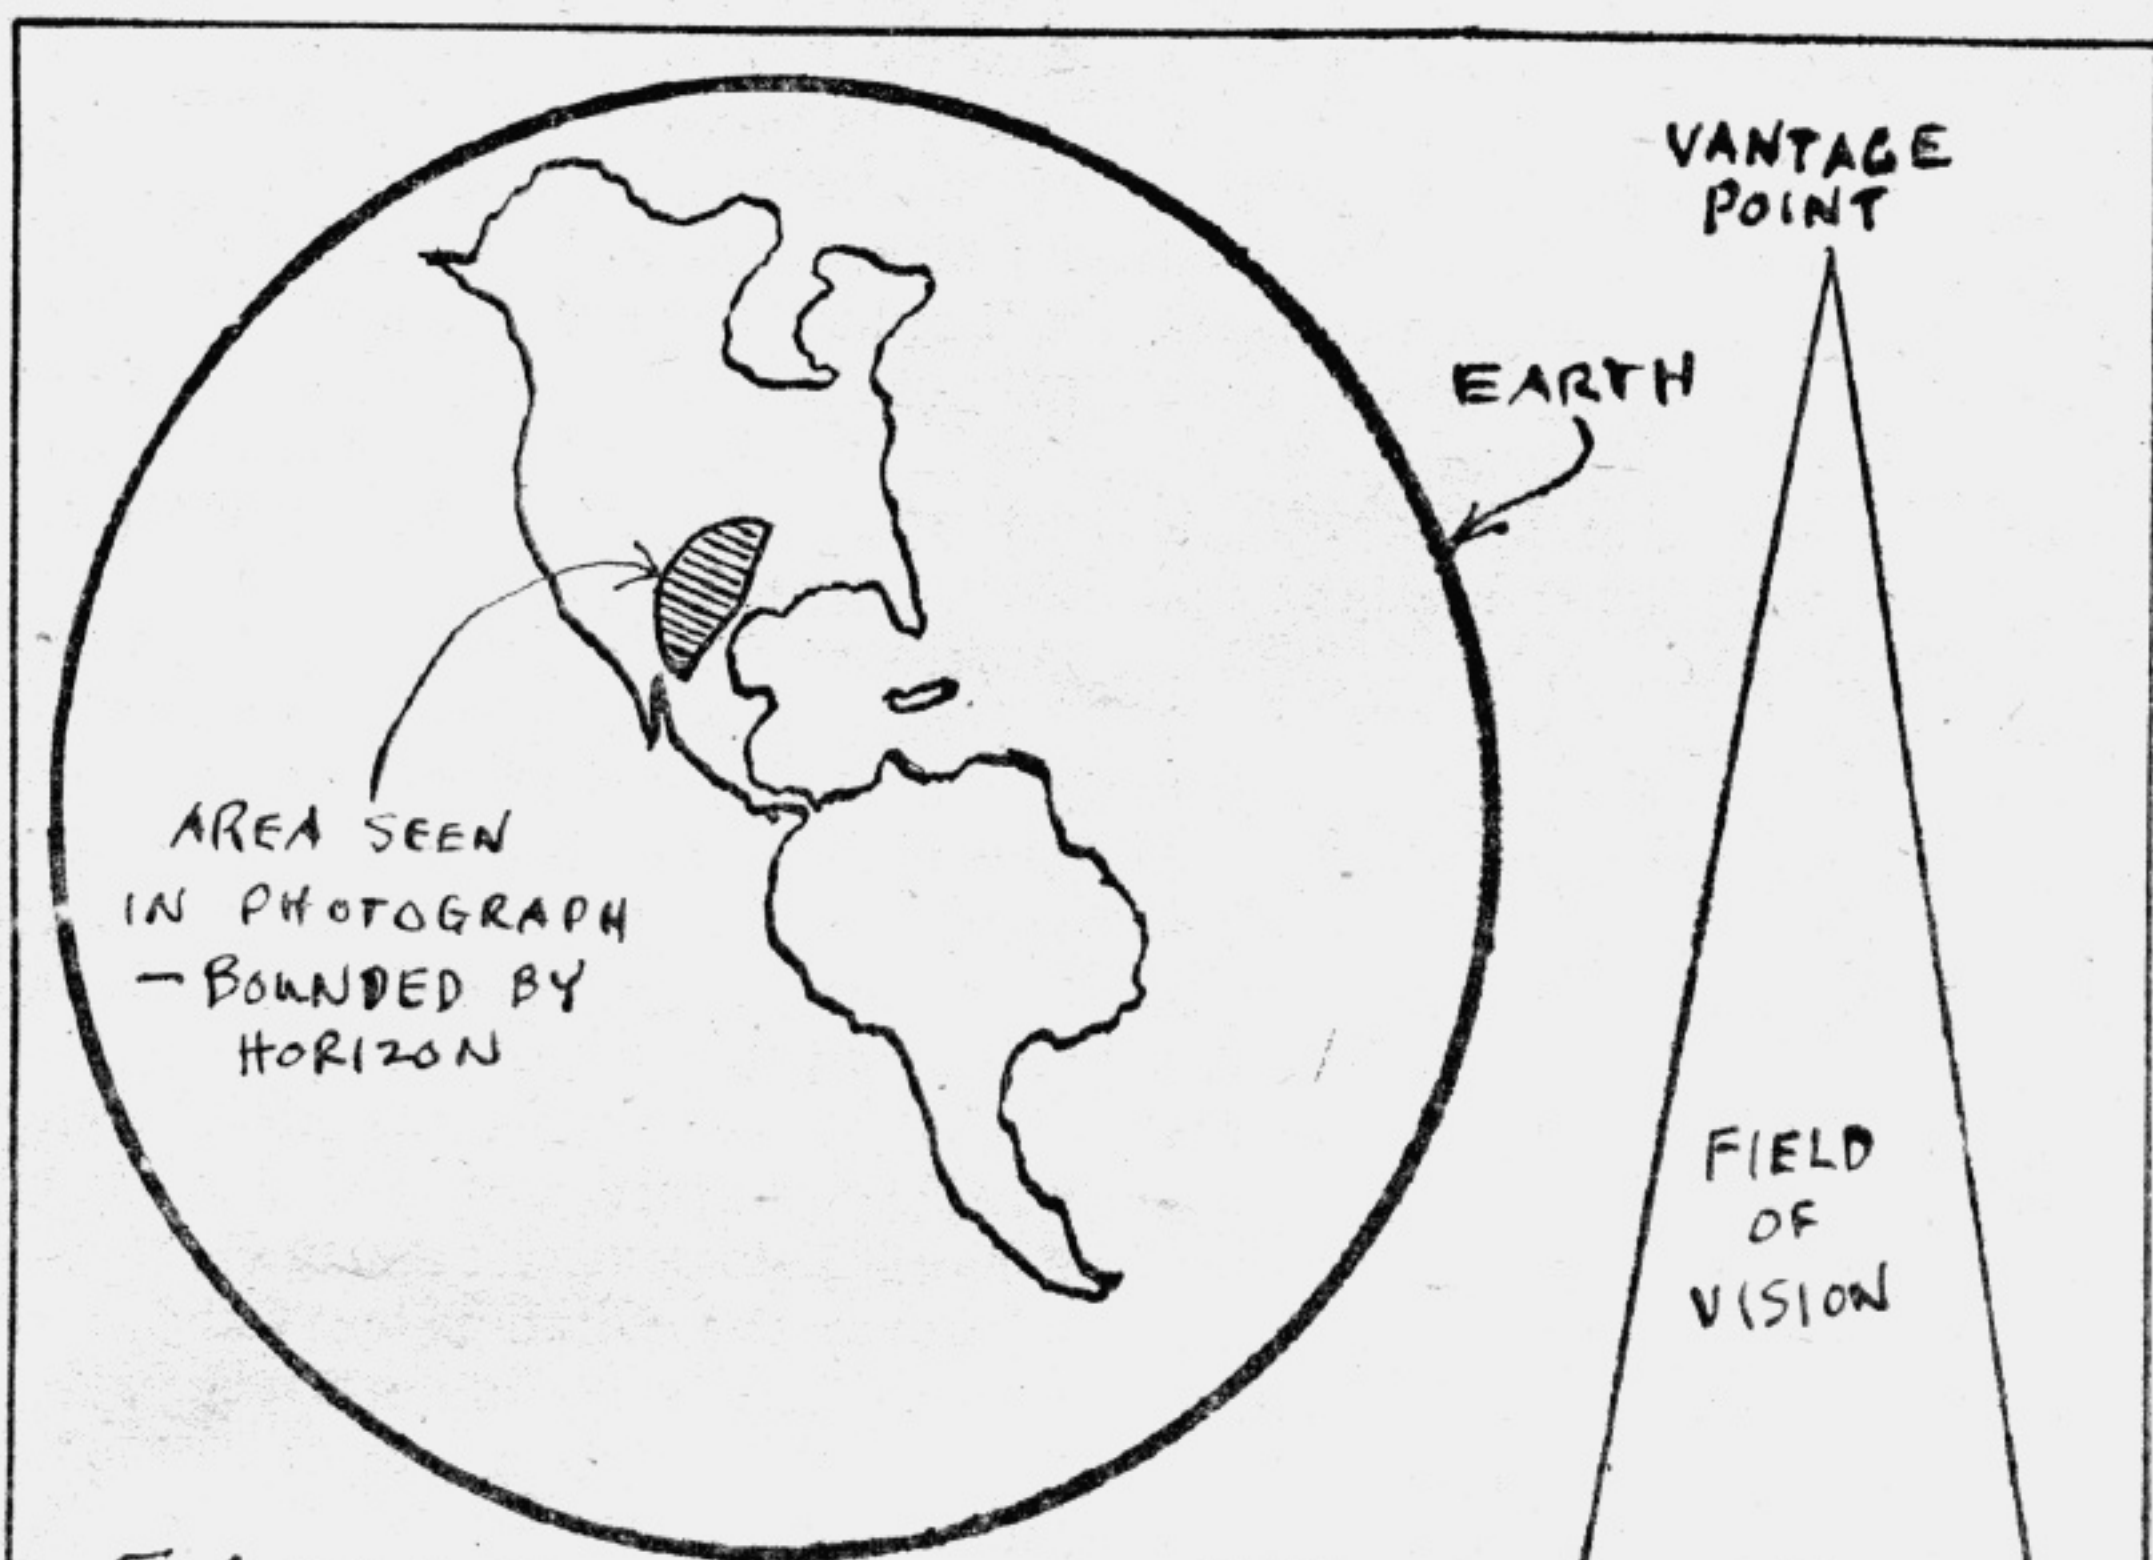 VANTAGE
POINT
EARTH
AREA SEEN
IN PHOTOGRAPH
— BOUNDED BY
HORIZON
FIELD
OF
VISION